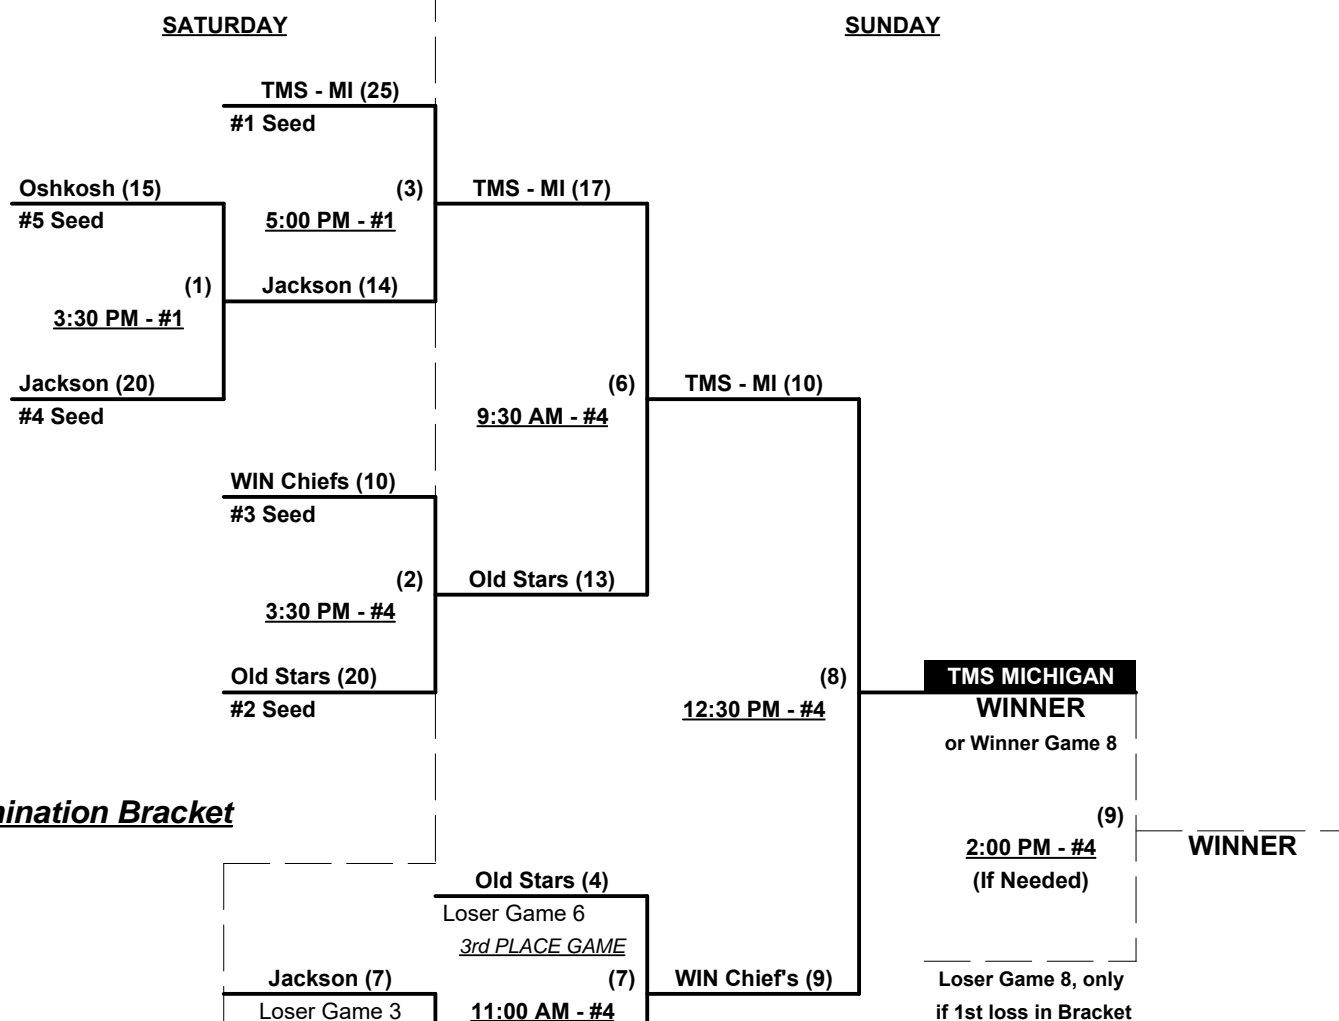 SATURDAY
SUNDAY
TMS - MI (25)
#1 Seed
Oshkosh (15)
(3)
TMS - MI (17)
#5 Seed
5:00 PM - #1
(1)
Jackson (14)
3:30 PM - #1
Jackson (20)
(6)
TMS - MI (10)
#4 Seed
9:30 AM - #4
WIN Chiefs (10)
#3 Seed
(2)
Old Stars (13)
3:30 PM - #4
Old Stars (20)
(8)
TMS MICHIGAN
#2 Seed
12:30 PM - #4
WINNER
or Winner Game 8
mination Bracket
(9)
2:00 PM - #4
WINNER
(If Needed)
Old Stars (4)
Loser Game 6
3rd PLACE GAME
Jackson (7)
(7)
WIN Chief's (9)
Loser Game 8, only
Loser Game 3
11:00 AM - #4
if 1st loss in Bracket